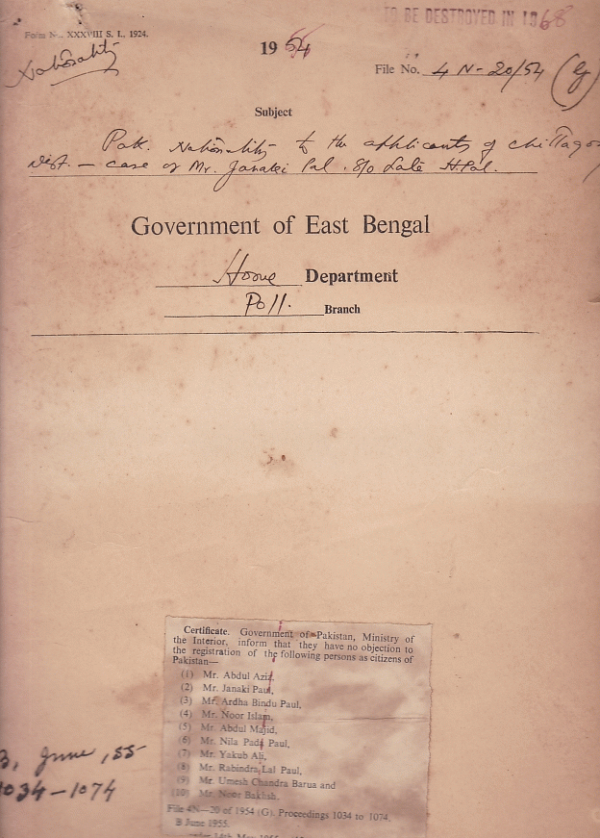 TO BE DESTROYED IN 1968
Form No. XXXVIII S. I., 1924.
Nationality
1954
File No. 4 N - 20/54 (G)
Subject
Pak. Nationality to the applicants of Chittagon
Dist. — case of Mr. Janaki Pal. S/o Late H. Pal.
Government of East Bengal
Home Department
Poll. Branch
Certificate. Government of Pakistan, Ministry of
the Interior, inform that they have no objection to
the registration of the following persons as citizens of
Pakistan—
(1) Mr. Abdul Aziz,
(2) Mr. Janaki Paul,
(3) Mr. Ardha Bindu Paul,
(4) Mr. Noor Islam,
(5) Mr. Abdul Majid,
(6) Mr. Nila Pada Paul,
(7) Mr. Yakub Ali,
(8) Mr. Rabindra Lal Paul,
(9) Mr. Umesh Chandra Barua and
(10) Mr. Noor Baksh.
File 4N—20 of 1954 (G). Proceedings 1034 to 1074,
B June 1955.
B, June, 55
1034 – 1074